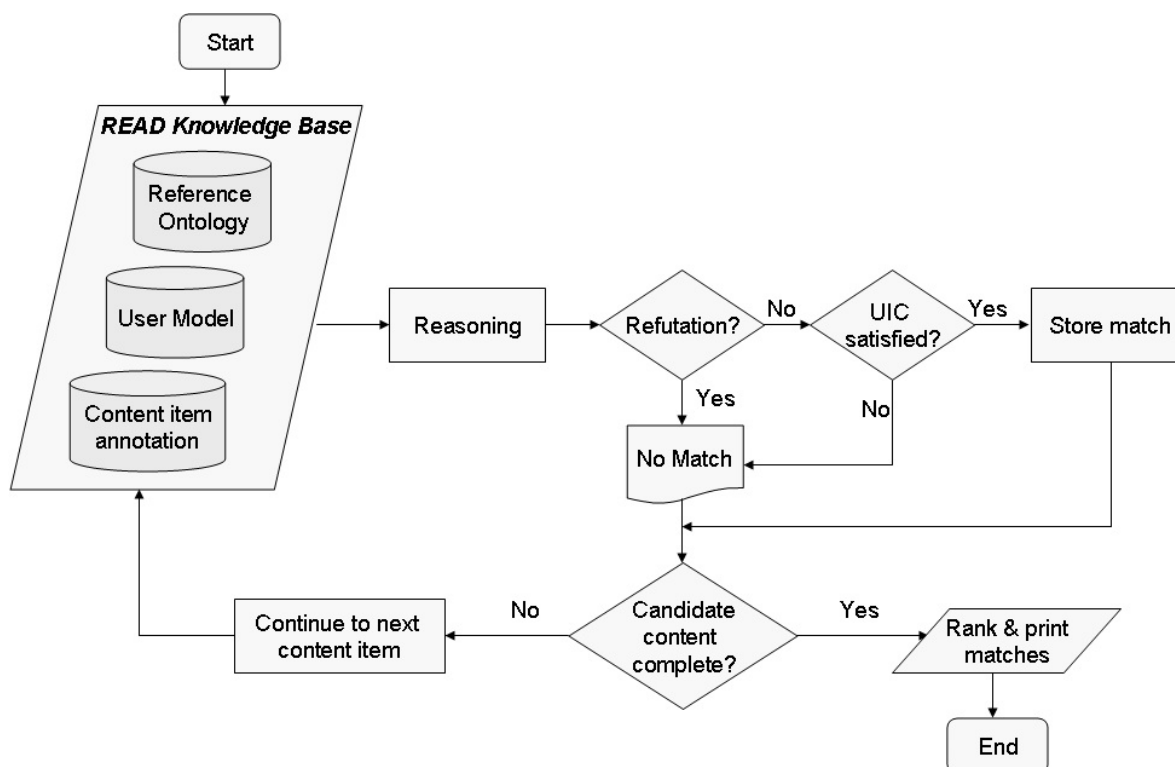 Start
READ Knowledge Base
Reference
Ontology
User Model
Content item
annotation
Reasoning
Refutation?
No
UIC
satisfied?
Yes
Store match
Yes
No
No Match
No
Candidate
content
complete?
Yes
Continue to next
content item
Rank & print
matches
End